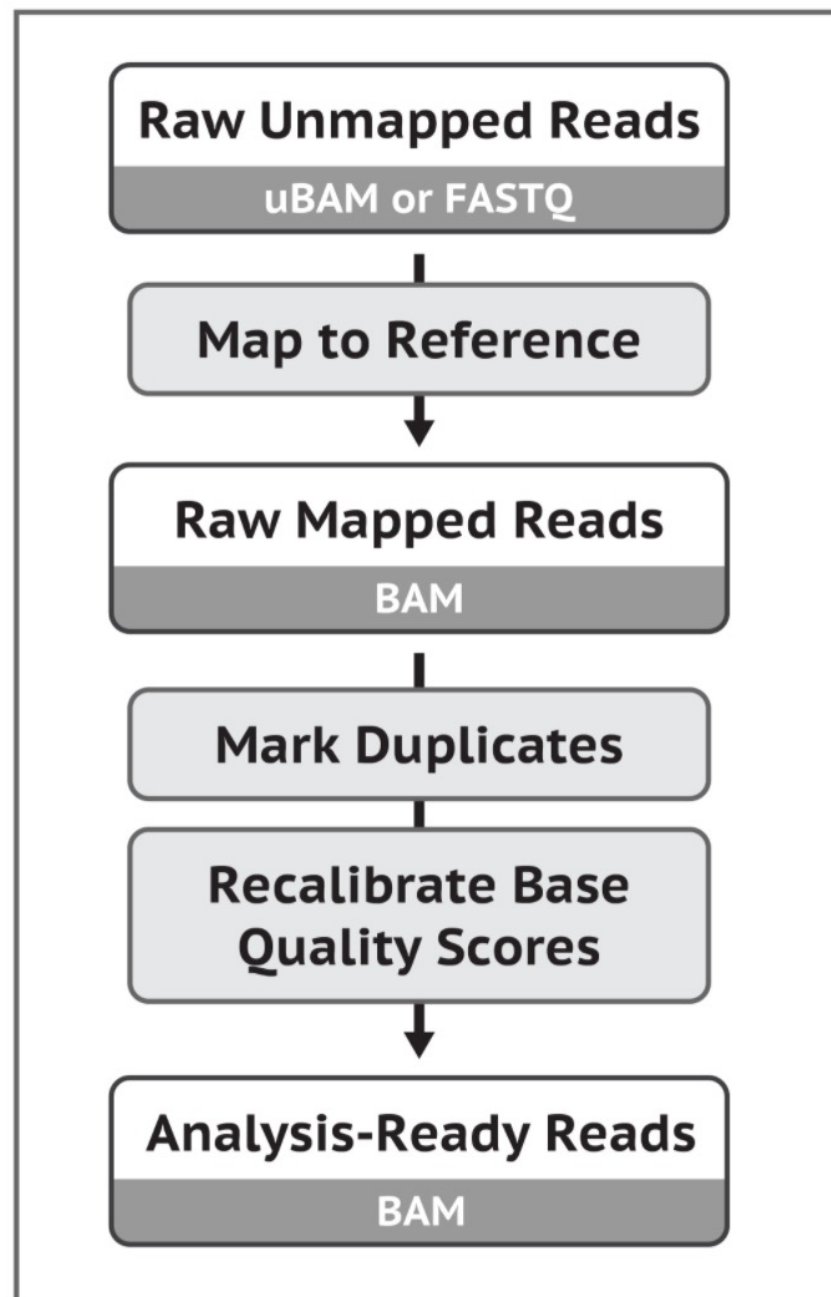 Raw Unmapped Reads
uBAM or FASTQ
Map to Reference
Raw Mapped Reads
BAM
Mark Duplicates
Recalibrate Base
Quality Scores
Analysis-Ready Reads
BAM